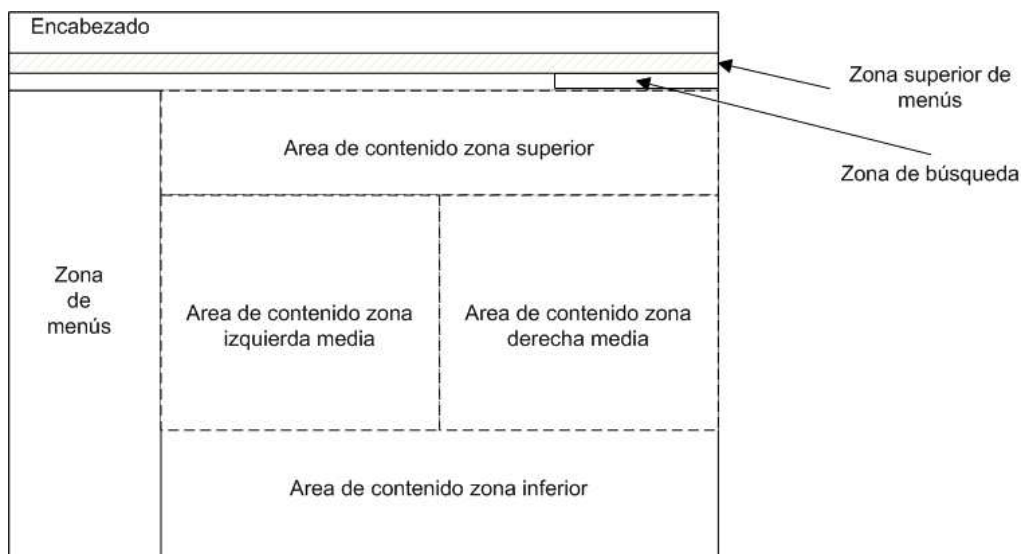 Encabezado
Zona superior de
menús
Area de contenido zona superior
Zona de búsqueda
Zona
de
menús
Area de contenido zona
izquierda media
Area de contenido zona
derecha media
Area de contenido zona inferior